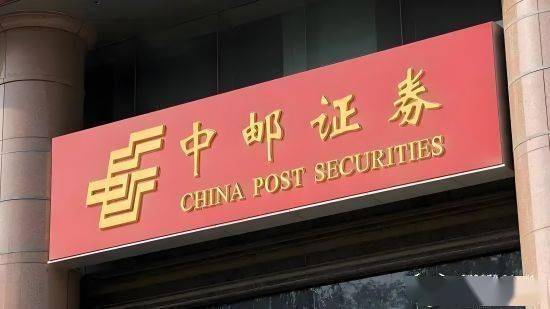 中邮证券
CHINA POST SECURITIES